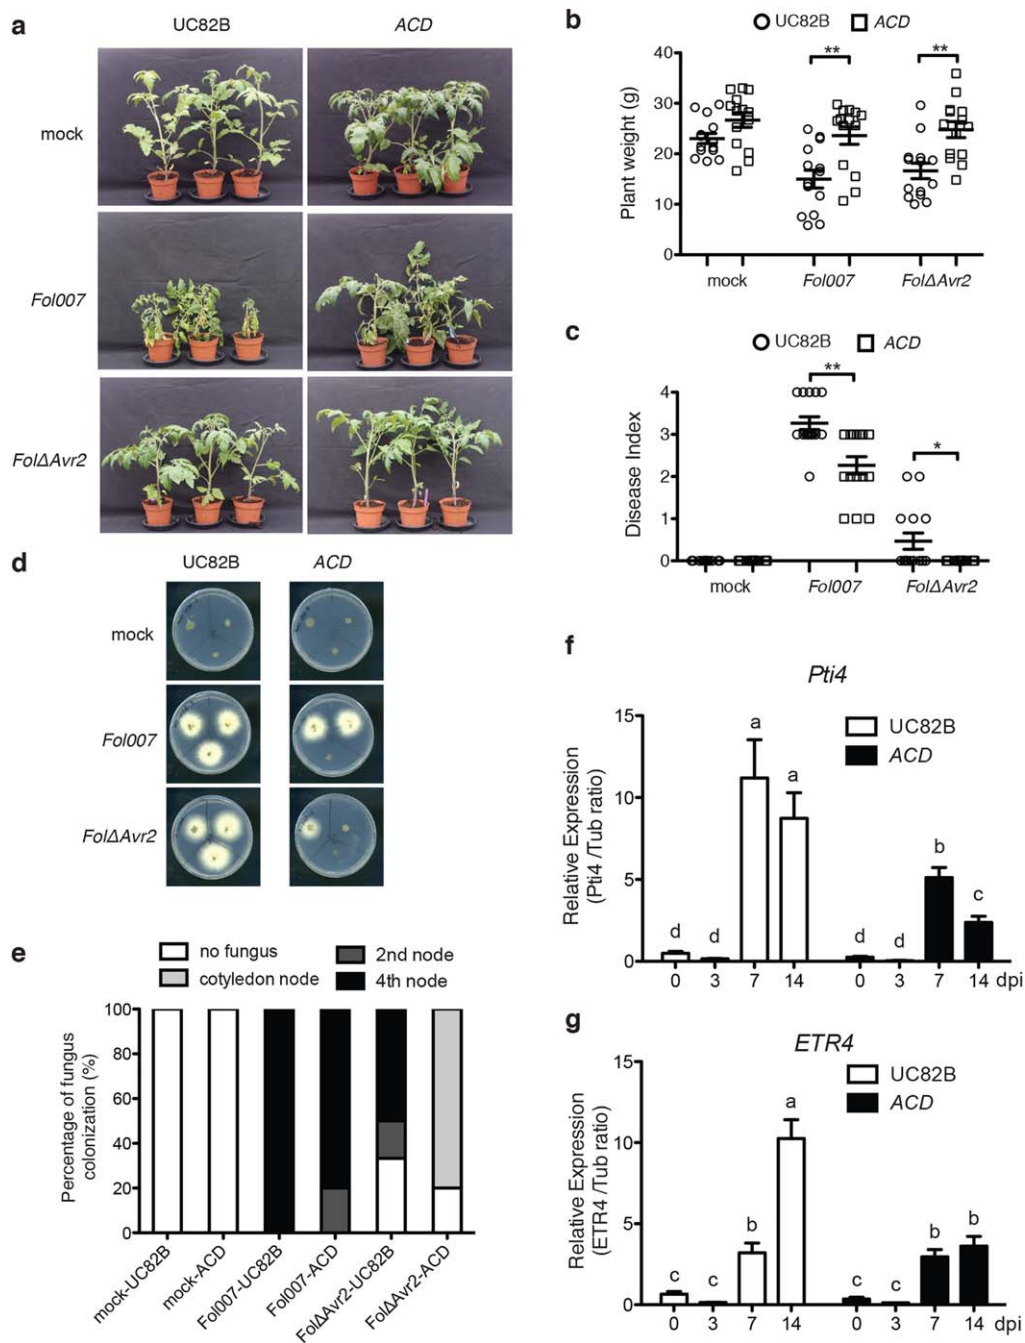 a
UC82B
ACD
mock
Fol007
FolΔAvr2
b
UC82B
ACD
Plant weight (g)
40
30
20
10
0
**
**
mock
Fol007
FolΔAvr2
c
UC82B
ACD
Disease Index
4
3
2
1
0
**
*
mock
Fol007
FolΔAvr2
d
UC82B
ACD
mock
Fol007
FolΔAvr2
e
no fungus
2nd node
cotyledon node
4th node
Percentage of fungus
colonization (%)
100
80
60
40
20
0
mock-UC82B
mock-ACD
Fol007-UC82B
Fol007-ACD
FolΔAvr2-UC82B
FolΔAvr2-ACD
f
Pti4
UC82B
ACD
Relative Expression
(Pti4 /Tub ratio)
15
10
5
0
d
d
a
a
d
d
b
c
0 3 7 14 0 3 7 14 dpi
g
ETR4
UC82B
ACD
Relative Expression
(ETR4 /Tub ratio)
15
10
5
0
c
c
b
a
c
c
b
b
0 3 7 14 0 3 7 14 dpi